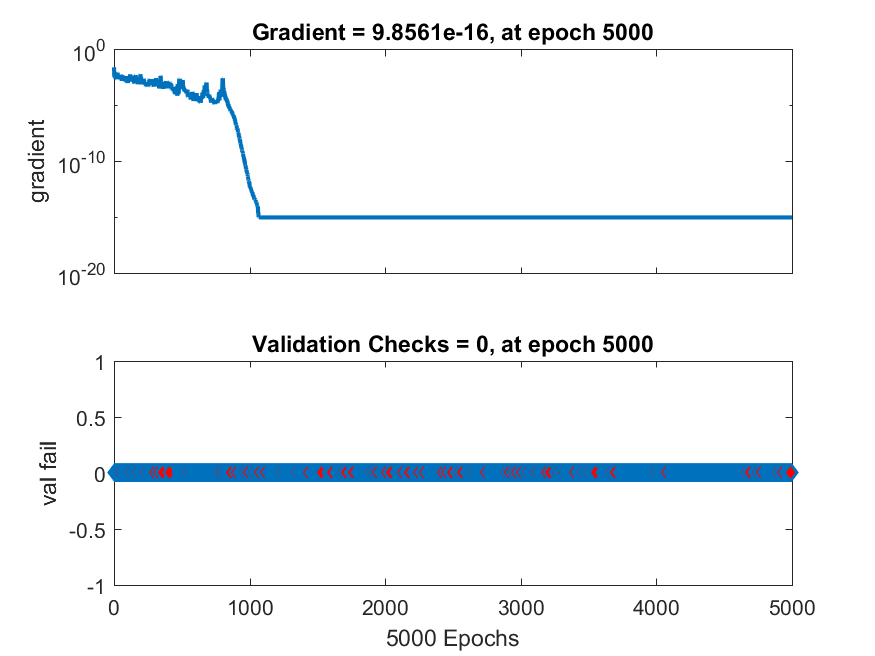 Gradient = 9.8561e-16, at epoch 5000
10^0
10^-10
10^-20
gradient
Validation Checks = 0, at epoch 5000
1
0.5
0
-0.5
-1
val fail
0 1000 2000 3000 4000 5000
5000 Epochs